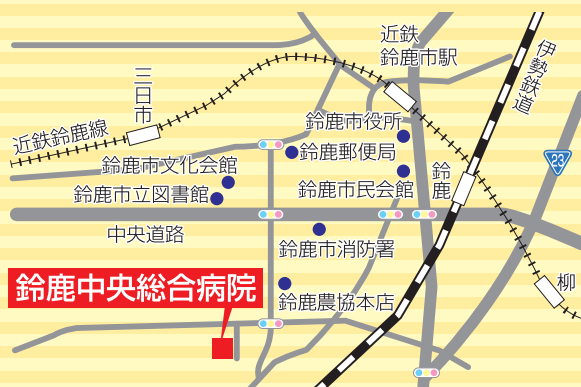 近鉄
鈴鹿市駅
伊勢鉄道
三日市
近鉄鈴鹿線
鈴鹿市役所
鈴鹿郵便局
23
鈴鹿市文化会館
鈴鹿
鈴鹿市立図書館
鈴鹿市民会館
中央道路
鈴鹿市消防署
鈴鹿中央総合病院
鈴鹿農協本店
柳